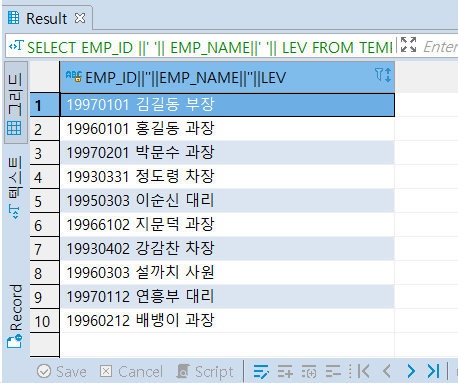 Result
SELECT EMP_ID ||' '|| EMP_NAME||' '|| LEV FROM TEMI
Enter
그리드
텍스트
Record
EMP_ID||''||EMP_NAME||''||LEV
1 19970101 김길동 부장
2 19960101 홍길동 과장
3 19970201 박문수 과장
4 19930331 정도령 차장
5 19950303 이순신 대리
6 19966102 지문덕 과장
7 19930402 강감찬 차장
8 19960303 설까치 사원
9 19970112 연흥부 대리
10 19960212 배뱅이 과장
Save Cancel Script